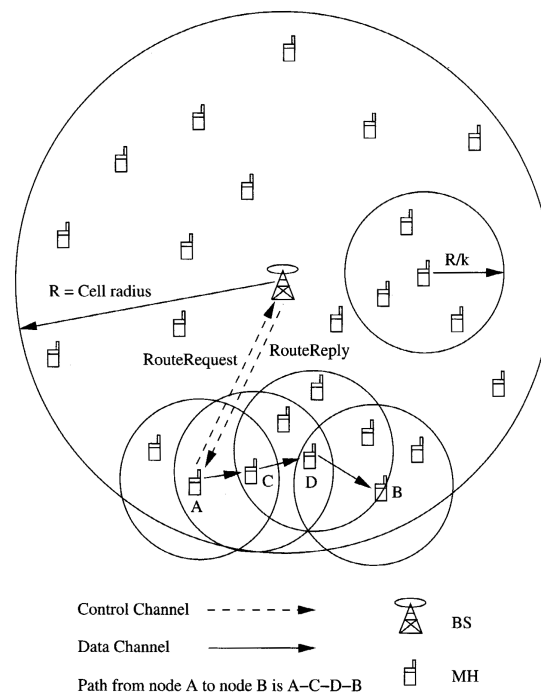 R/k
R = Cell radius
RouteRequest
RouteReply
A
C
D
B
Control Channel
BS
Data Channel
Path from node A to node B is A–C–D–B
MH